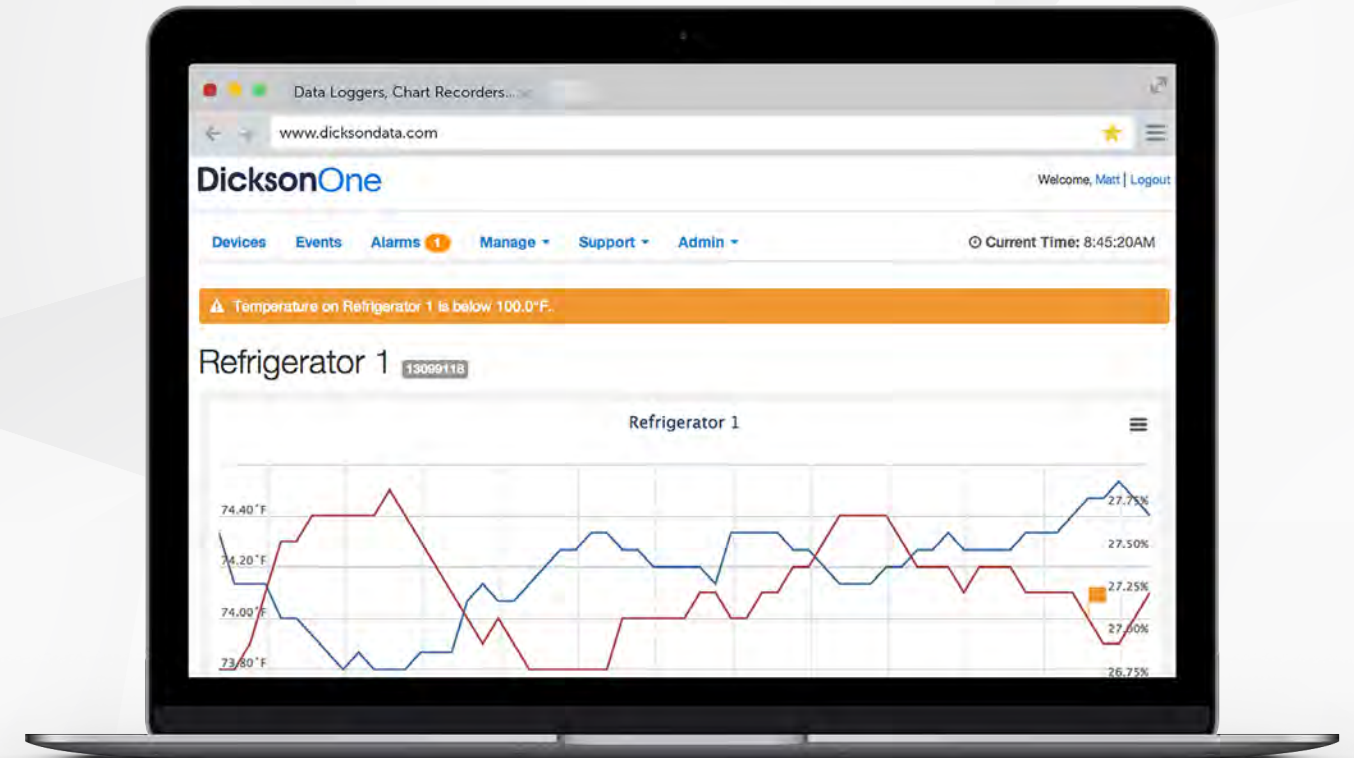 Data Loggers, Chart Recorders...
www.dicksondata.com
DicksonOne
Welcome, Matt | Logout
Devices Events Alarms 1 Manage Support Admin Current Time: 8:45:20AM
Temperature on Refrigerator 1 is below 100.0°F..
Refrigerator 1 13099118
Refrigerator 1
74.40°F 27.75%
27.50%
74.20°F
27.25%
74.00°F
27.00%
73.80°F
26.75%